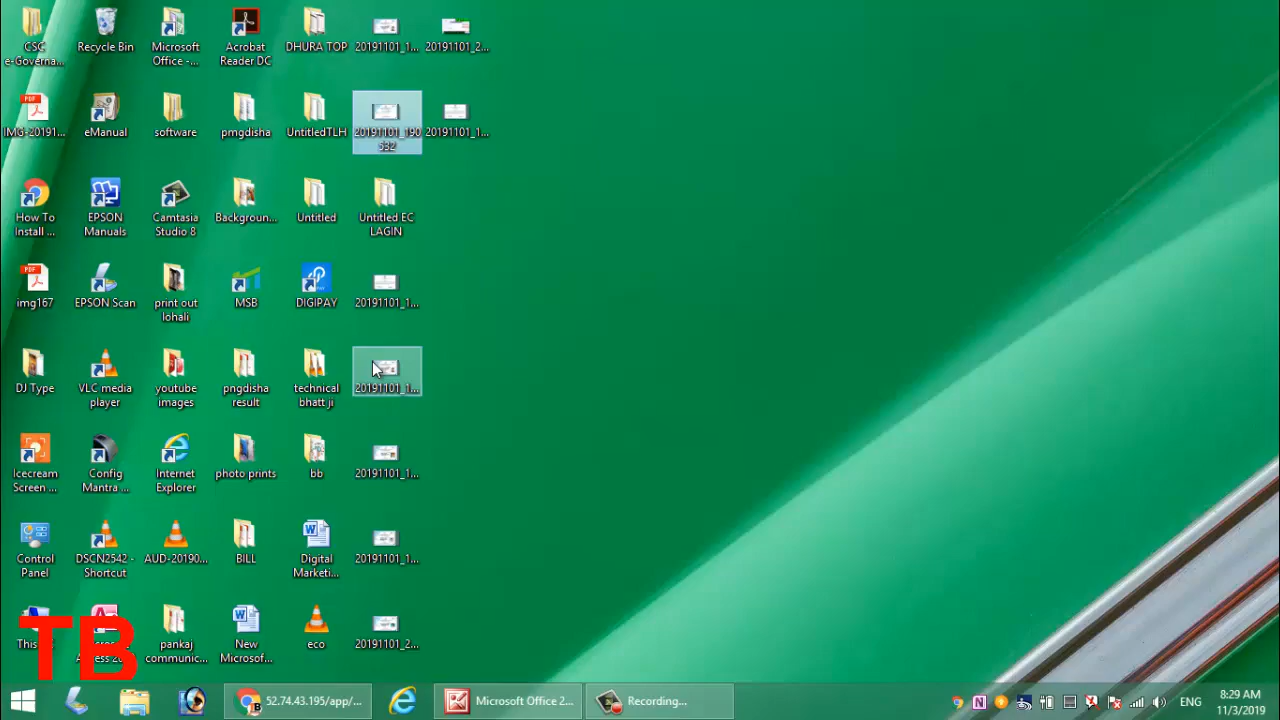 CSC
e-Governa...
Recycle Bin
Microsoft
Office -...
Acrobat
Reader DC
DHURA TOP
20191101_1...
20191101_2...
IMG-20191...
eManual
software
pmgdisha
UntitledTLH
20191101_190
532
20191101_1...
How To
Install ...
EPSON
Manuals
Camtasia
Studio 8
Backgroun...
Untitled
Untitled EC
LAGIN
img167
EPSON Scan
print out
lohali
MSB
DIGIPAY
20191101_1...
DJ Type
VLC media
player
youtube
images
pngdisha
result
technical
bhatt ji
20191101_1...
Icecream
Screen ...
Config
Mantra ...
Internet
Explorer
photo prints
bb
20191101_1...
Control
Panel
DSCN2542 -
Shortcut
AUD-20190...
BILL
Digital
Marketi...
20191101_1...
This
TB
pankaj
communic...
New
Microsof...
eco
20191101_2...
52.74.43.195/app/...
Microsoft Office 2...
Recording...
ENG
8:29 AM
11/3/2019